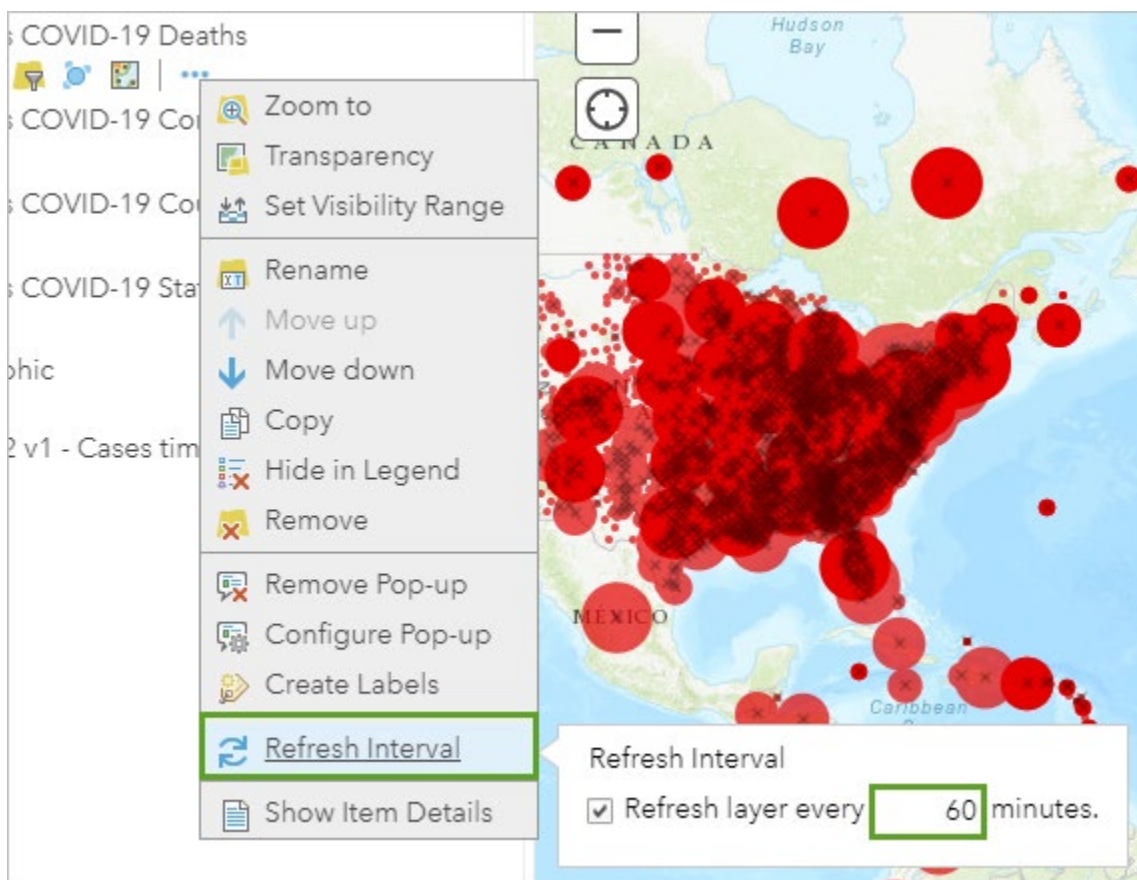 s COVID-19 Deaths
s COVID-19 Co
s COVID-19 Co
s COVID-19 Sta
phic
2 v1 - Cases tim
Zoom to
Transparency
Set Visibility Range
Rename
Move up
Move down
Copy
Hide in Legend
Remove
Remove Pop-up
Configure Pop-up
Create Labels
Refresh Interval
Show Item Details
Refresh Interval
Refresh layer every 60 minutes.
Hudson
Bay
CANADA
MÉXICO
Caribbean